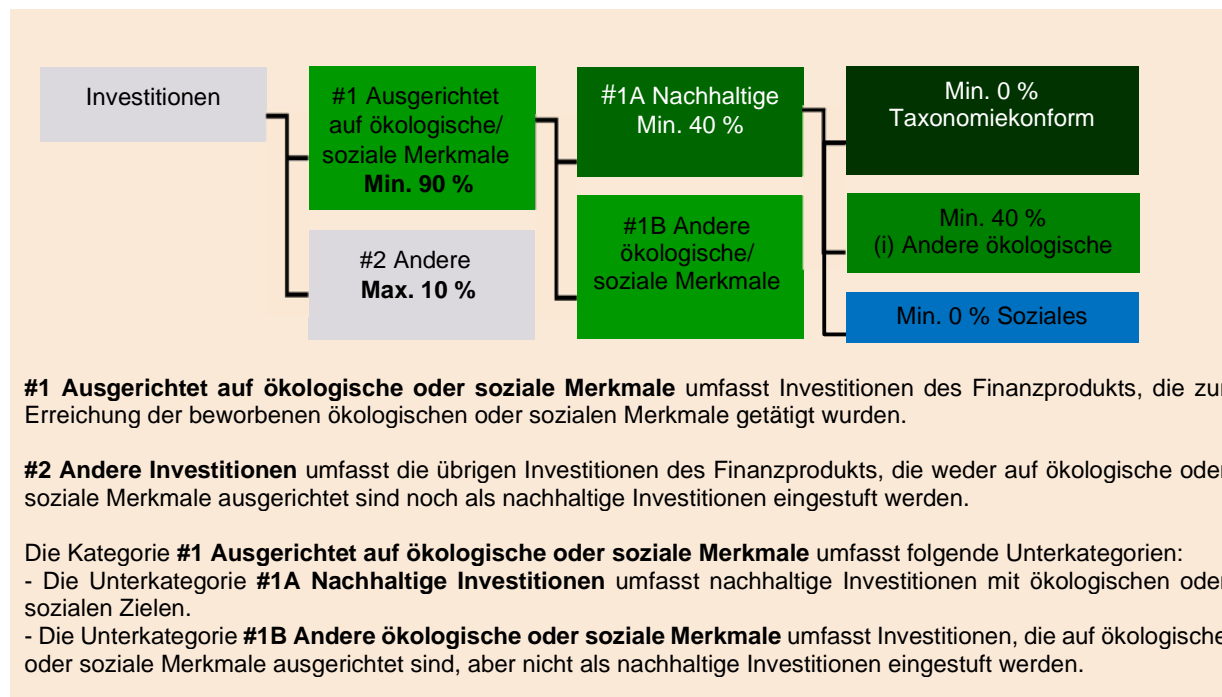 Investitionen
#1 Ausgerichtet
auf ökologische/
soziale Merkmale
Min. 90 %
#2 Andere
Max. 10 %
#1A Nachhaltige
Min. 40 %
#1B Andere
ökologische/
soziale Merkmale
Min. 0 %
Taxonomiekonform
Min. 40 %
(i) Andere ökologische
Min. 0 % Soziales
#1 Ausgerichtet auf ökologische oder soziale Merkmale umfasst Investitionen des Finanzprodukts, die zur
Erreichung der beworbenen ökologischen oder sozialen Merkmale getätigt wurden.
#2 Andere Investitionen umfasst die übrigen Investitionen des Finanzprodukts, die weder auf ökologische oder
soziale Merkmale ausgerichtet sind noch als nachhaltige Investitionen eingestuft werden.
Die Kategorie #1 Ausgerichtet auf ökologische oder soziale Merkmale umfasst folgende Unterkategorien:
- Die Unterkategorie #1A Nachhaltige Investitionen umfasst nachhaltige Investitionen mit ökologischen oder
sozialen Zielen.
- Die Unterkategorie #1B Andere ökologische oder soziale Merkmale umfasst Investitionen, die auf ökologische
oder soziale Merkmale ausgerichtet sind, aber nicht als nachhaltige Investitionen eingestuft werden.